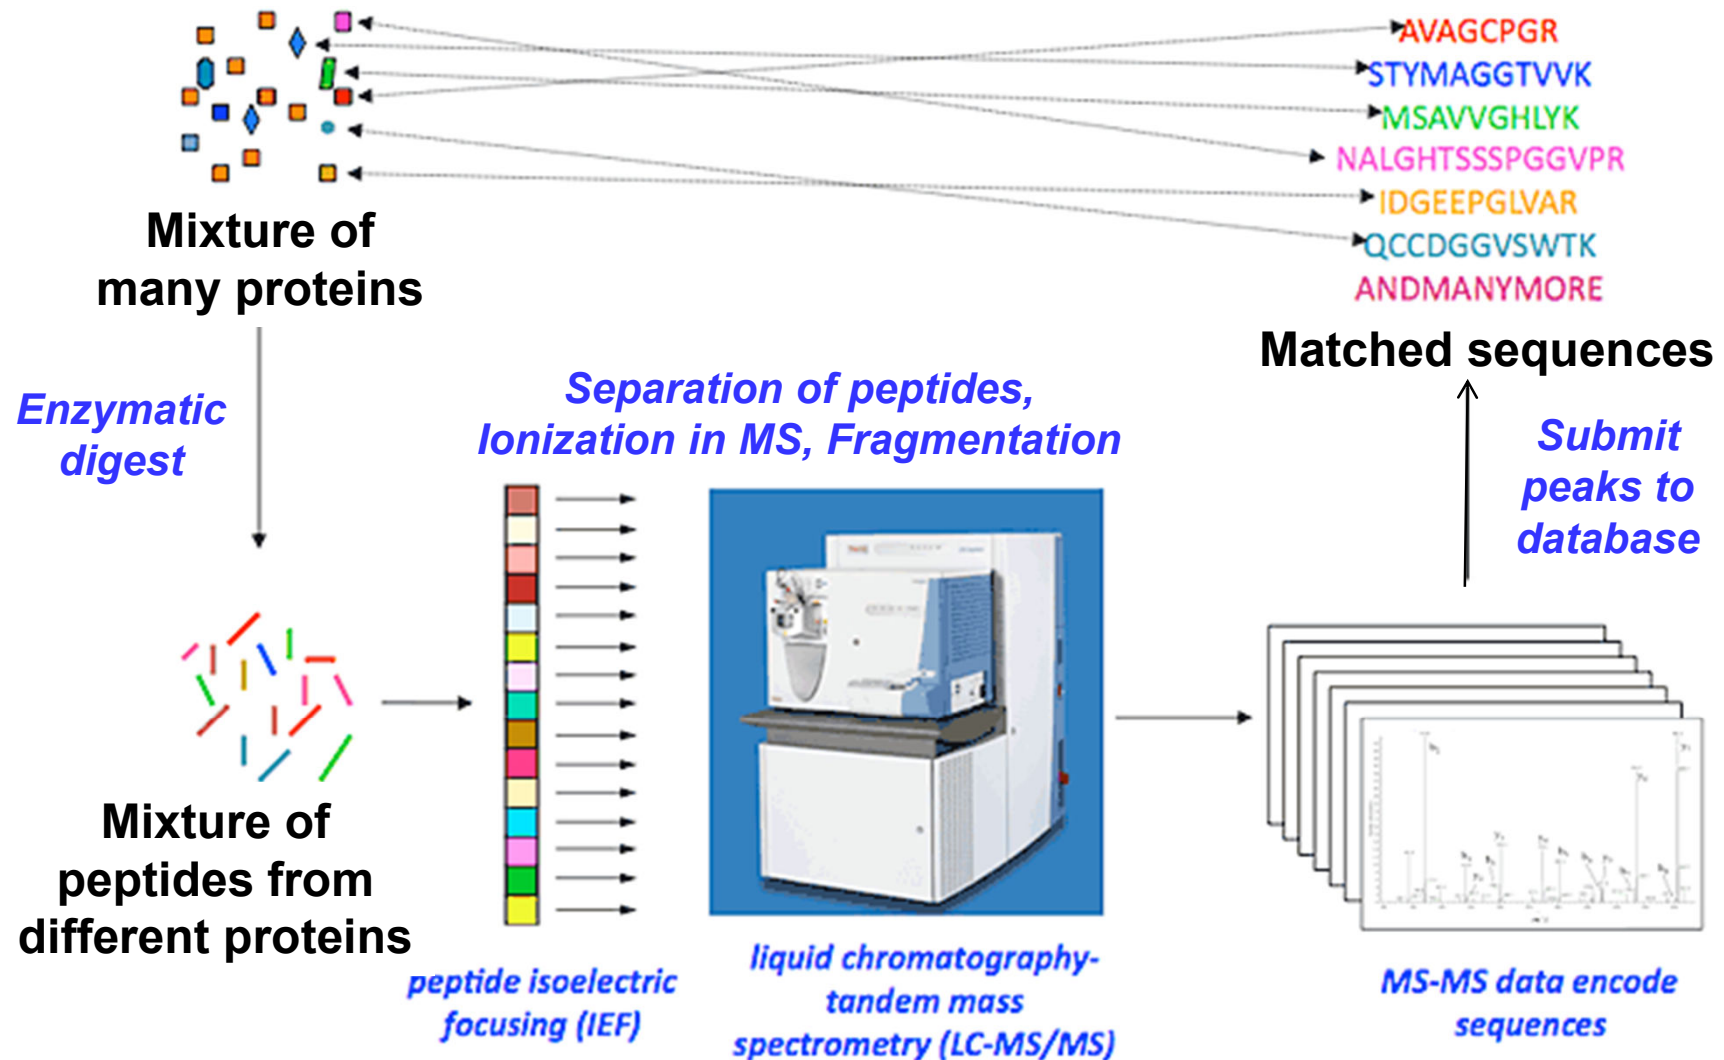 AVAGCPGR
STYMAGGTVVK
MSAVVGHLYK
NALGHTSSSPGGVPR
IDGEEPGLVAR
QCCDGGVSWTK
ANDMANYMORE
Matched sequences
Mixture of
many proteins
Enzymatic
digest
Separation of peptides,
Ionization in MS, Fragmentation
Submit
peaks to
database
Mixture of
peptides from
different proteins
peptide isoelectric
focusing (IEF)
liquid chromatography-
tandem mass
spectrometry (LC-MS/MS)
MS-MS data encode
sequences